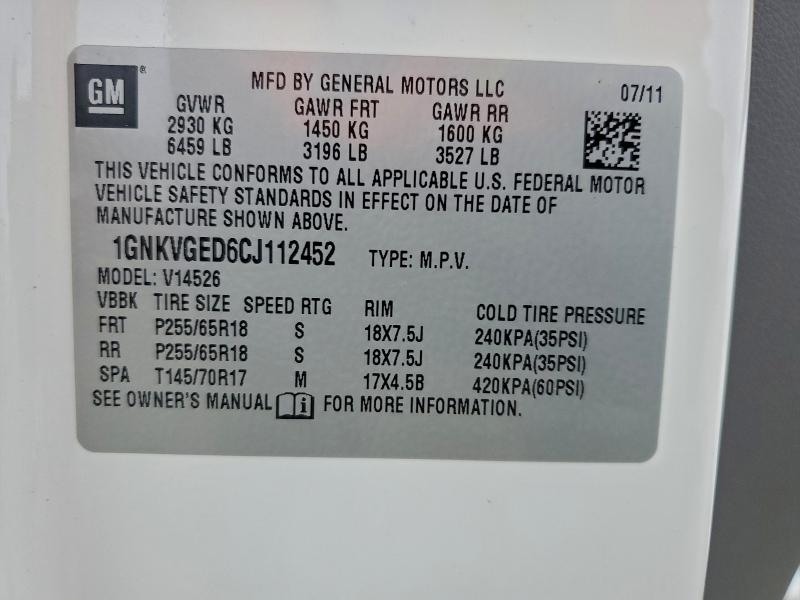 GM® MFD BY GENERAL MOTORS LLC 07/11
GVWR GAWR FRT GAWR RR
2930 KG 1450 KG 1600 KG
6459 LB 3196 LB 3527 LB
THIS VEHICLE CONFORMS TO ALL APPLICABLE U.S. FEDERAL MOTOR
VEHICLE SAFETY STANDARDS IN EFFECT ON THE DATE OF
MANUFACTURE SHOWN ABOVE.
1GNKVGED6CJ112452 TYPE: M.P.V.
MODEL: V14526
VBBK TIRE SIZE SPEED RTG RIM COLD TIRE PRESSURE
FRT P255/65R18 S 18X7.5J 240KPA(35PSI)
RR P255/65R18 S 18X7.5J 240KPA(35PSI)
SPA T145/70R17 M 17X4.5B 420KPA(60PSI)
SEE OWNER'S MANUAL i FOR MORE INFORMATION.